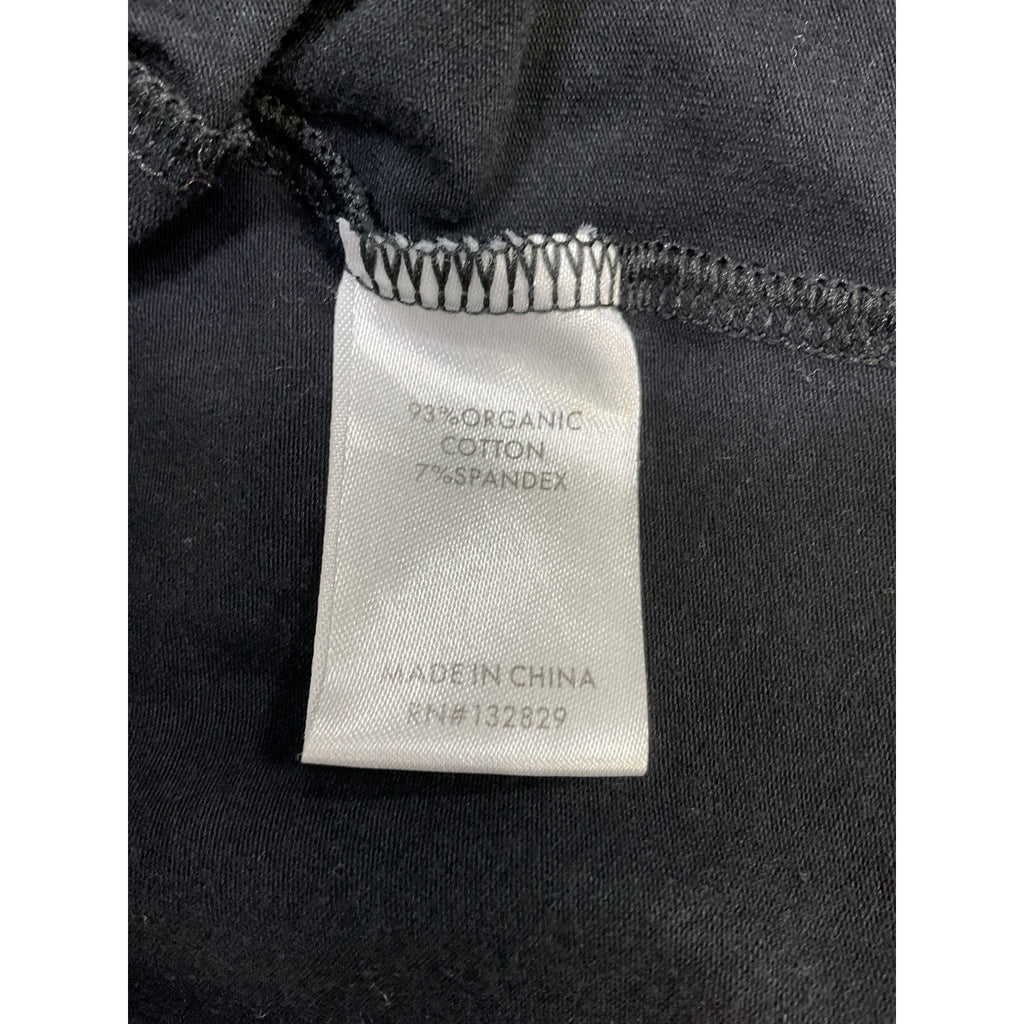 93%ORGANIC
COTTON
7%SPANDEX
MADE IN CHINA
RN#132829